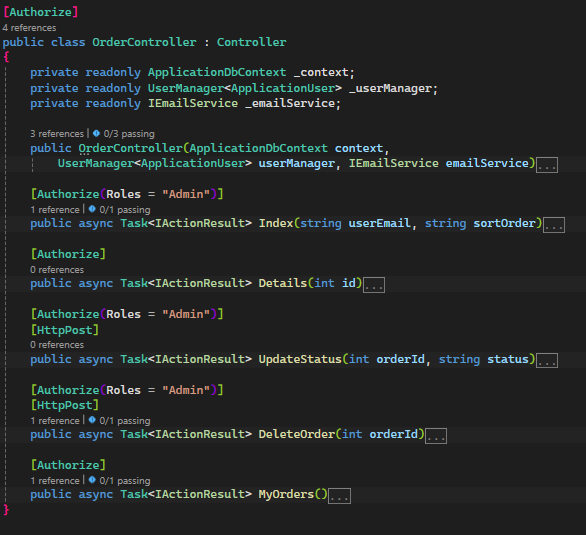 [Authorize]
4 references
public class OrderController : Controller
{
private readonly ApplicationDbContext _context;
private readonly UserManager<ApplicationUser> _userManager;
private readonly IEmailService _emailService;
3 references | 0/3 passing
public OrderController(ApplicationDbContext context,
UserManager<ApplicationUser> userManager, IEmailService emailService)...
[Authorize(Roles = "Admin")]
1 reference | 0/1 passing
public async Task<IActionResult> Index(string userEmail, string sortOrder)...
[Authorize]
0 references
public async Task<IActionResult> Details(int id)...
[Authorize(Roles = "Admin")]
[HttpPost]
0 references
public async Task<IActionResult> UpdateStatus(int orderId, string status)...
[Authorize(Roles = "Admin")]
[HttpPost]
1 reference | 0/1 passing
public async Task<IActionResult> DeleteOrder(int orderId)...
[Authorize]
1 reference | 0/1 passing
public async Task<IActionResult> MyOrders()...
}